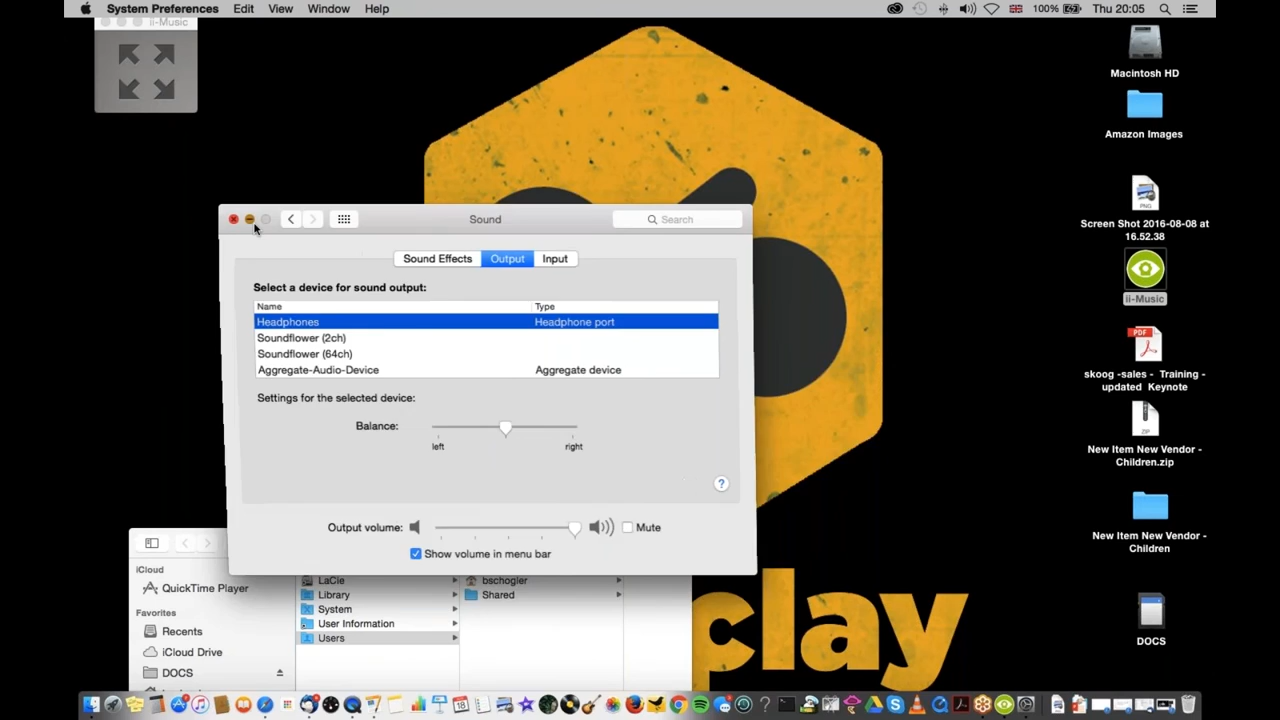 System Preferences Edit View Window Help
100% Thu 20:05
ii-Music
Macintosh HD
Amazon Images
PNG
Screen Shot 2016-08-08 at
16.52.38
ii-Music
PDF
skoog -sales - Training -
updated Keynote
ZIP
New Item New Vendor -
Children.zip
New Item New Vendor -
Children
DOCS
Sound
Search
Sound Effects Output Input
Select a device for sound output:
Name Type
Headphones Headphone port
Soundflower (2ch)
Soundflower (64ch)
Aggregate-Audio-Device Aggregate device
Settings for the selected device:
Balance:
left right
?
Output volume: Mute
Show volume in menu bar
iCloud
QuickTime Player
Favorites
Recents
iCloud Drive
DOCS
LaCie
Library
System
User Information
Users
bschogler
Shared
clay